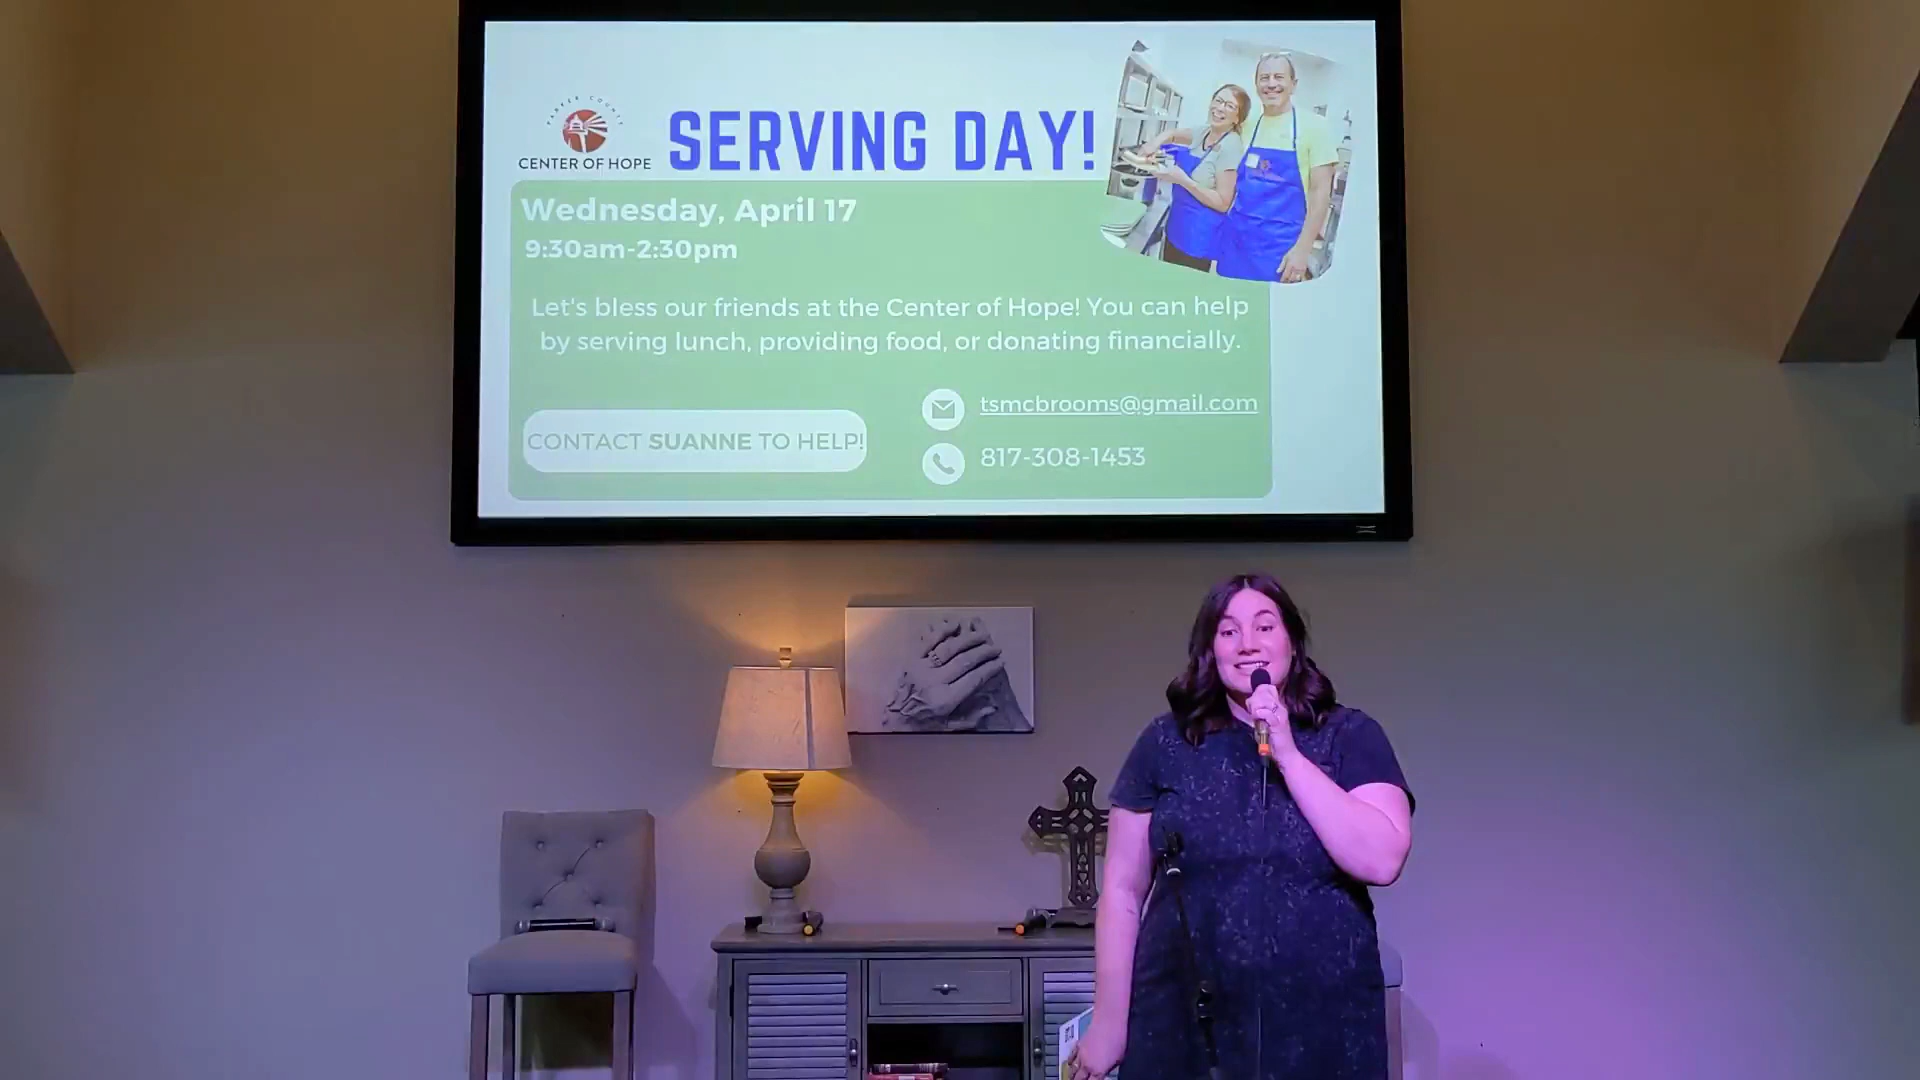 PARKER COUNTY
CENTER OF HOPE
SERVING DAY!
Wednesday, April 17
9:30am-2:30pm
Let's bless our friends at the Center of Hope! You can help
by serving lunch, providing food, or donating financially.
CONTACT SUANNE TO HELP!
tsmcbrooms@gmail.com
817-308-1453